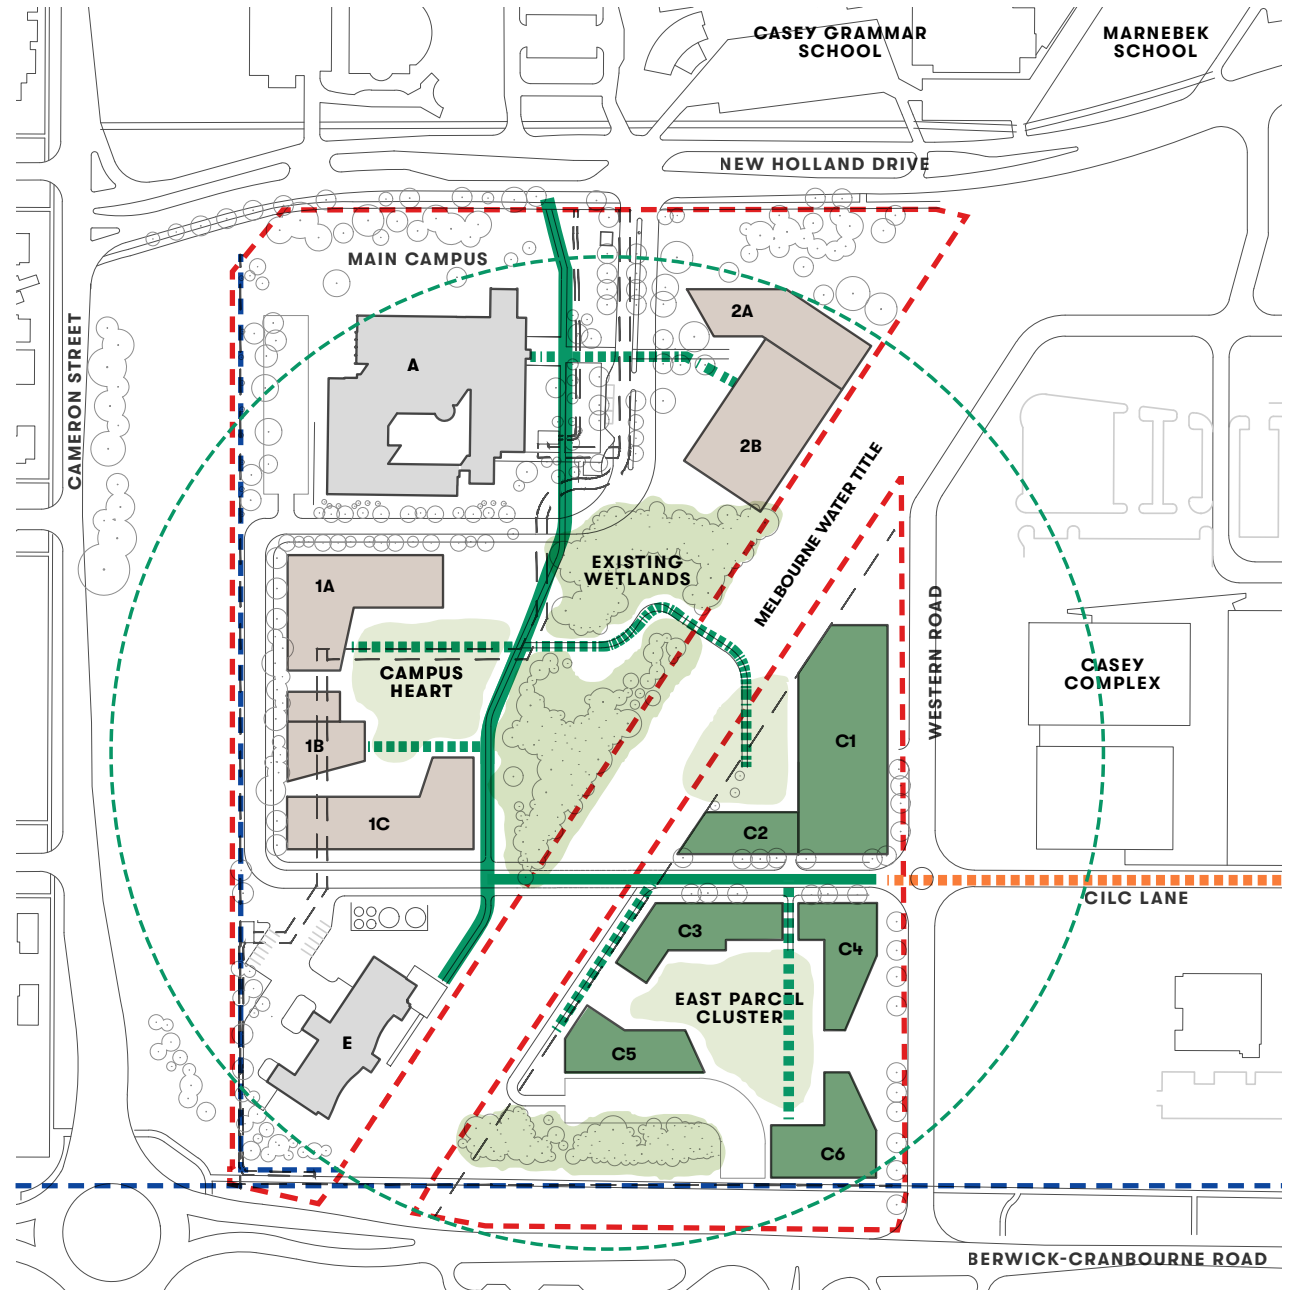 CASEY GRAMMAR
SCHOOL
MARNEBEK
SCHOOL
NEW HOLLAND DRIVE
MAIN CAMPUS
CAMERON STREET
A
2A
2B
MELBOURNE WATER TITLE
EXISTING
WETLANDS
1A
CAMPUS
HEART
1B
1C
WESTERN ROAD
CASEY
COMPLEX
C1
C2
CILC LANE
C3
C4
EAST PARCEL
CLUSTER
E
C5
C6
BERWICK-CRANBOURNE ROAD